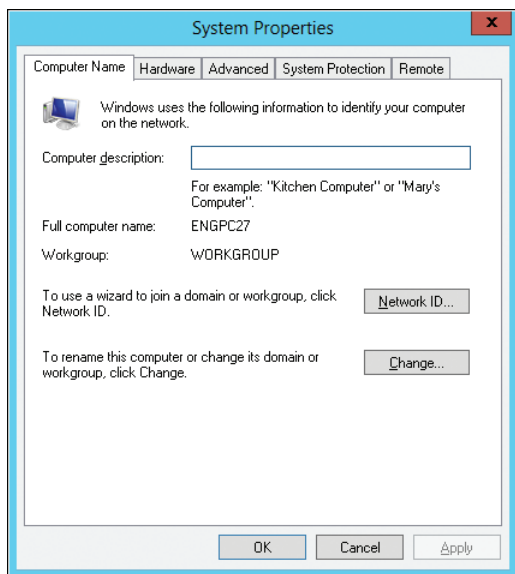 System Properties
x
Computer Name
Hardware
Advanced
System Protection
Remote
Windows uses the following information to identify your computer
on the network.
Computer description:
For example: "Kitchen Computer" or "Mary's
Computer".
Full computer name:
ENGPC27
Workgroup:
WORKGROUP
To use a wizard to join a domain or workgroup, click
Network ID.
Network ID...
To rename this computer or change its domain or
workgroup, click Change.
Change...
OK
Cancel
Apply